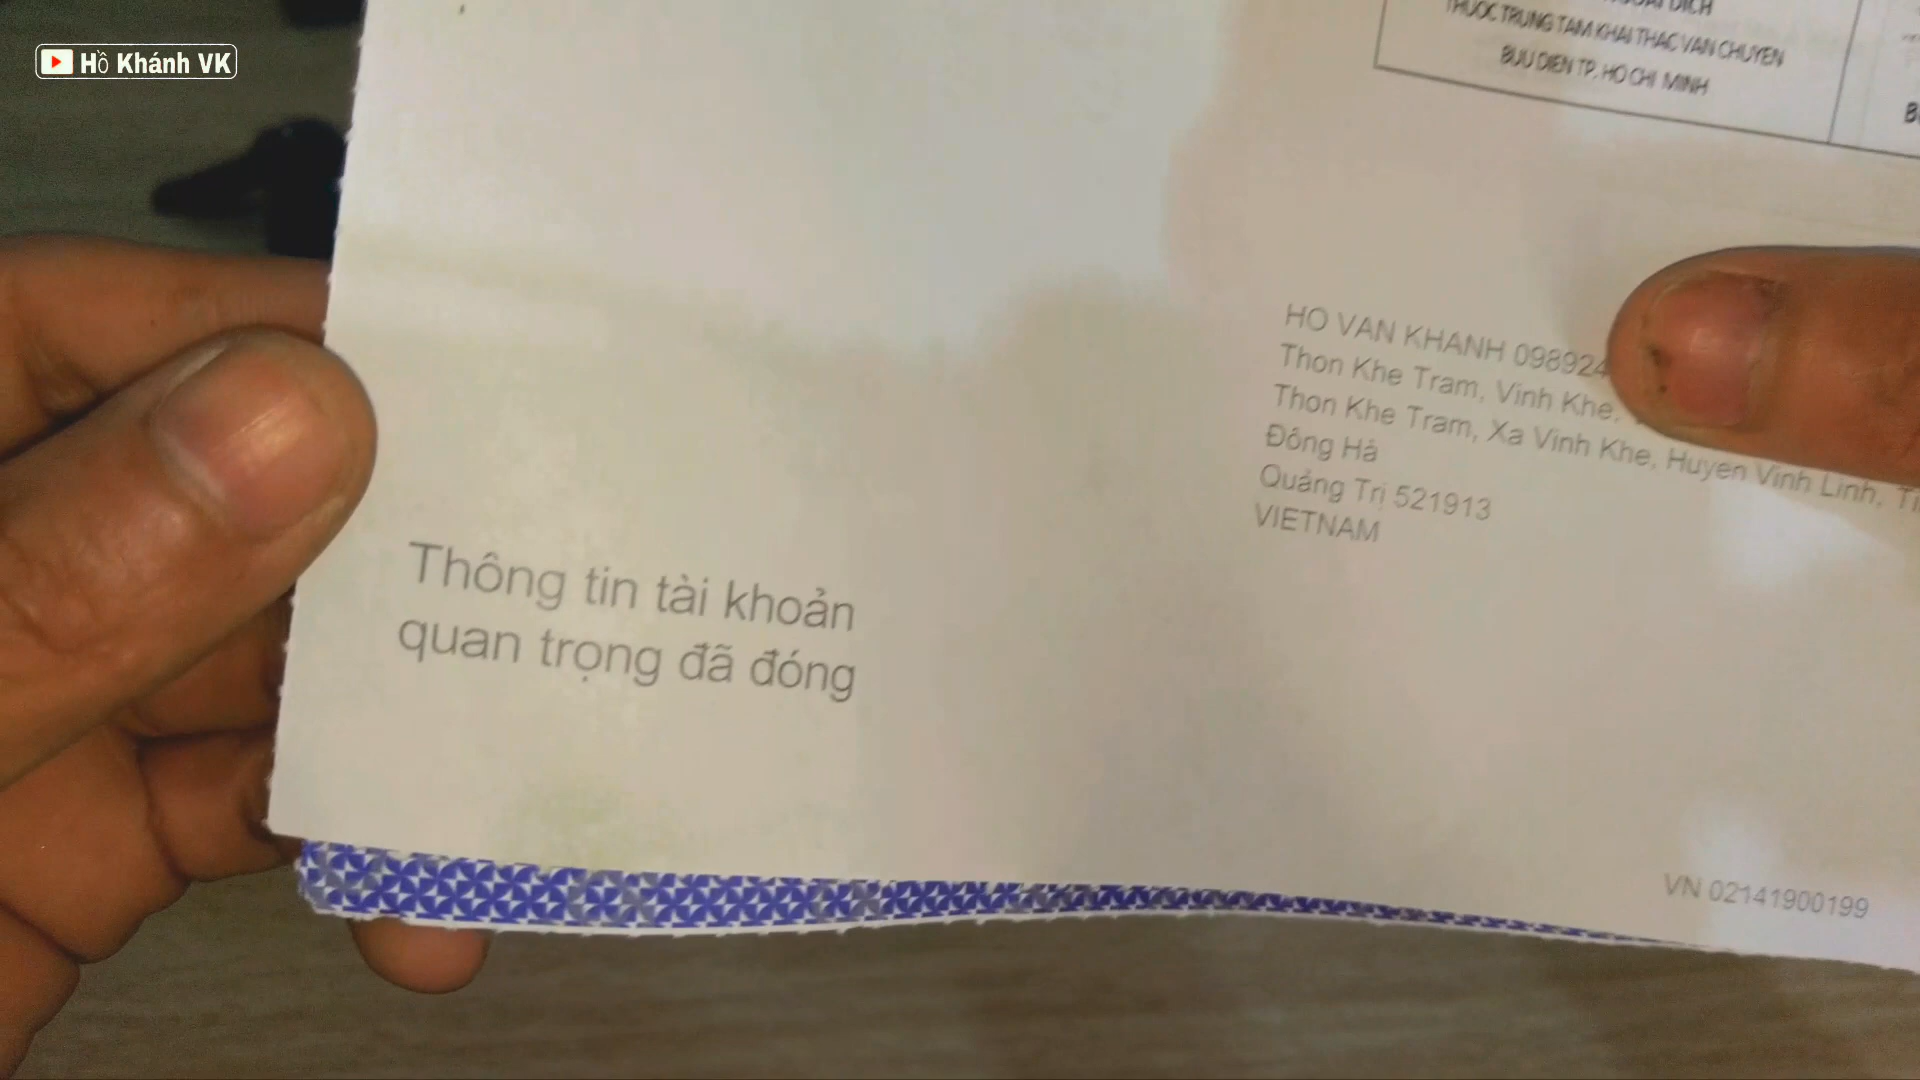 Hồ Khánh VK
THUOC TRUNG TAM KHAI THAC VAN CHUYEN
BUU DIEN TP. HO CHI MINH
HO VAN KHANH 098924
Thon Khe Tram, Vinh Khe,
Thon Khe Tram, Xa Vinh Khe, Huyen Vinh Linh,
Đông Hà
Quảng Trị 521913
VIETNAM
Thông tin tài khoản
quan trọng đã đóng
VN 02141900199